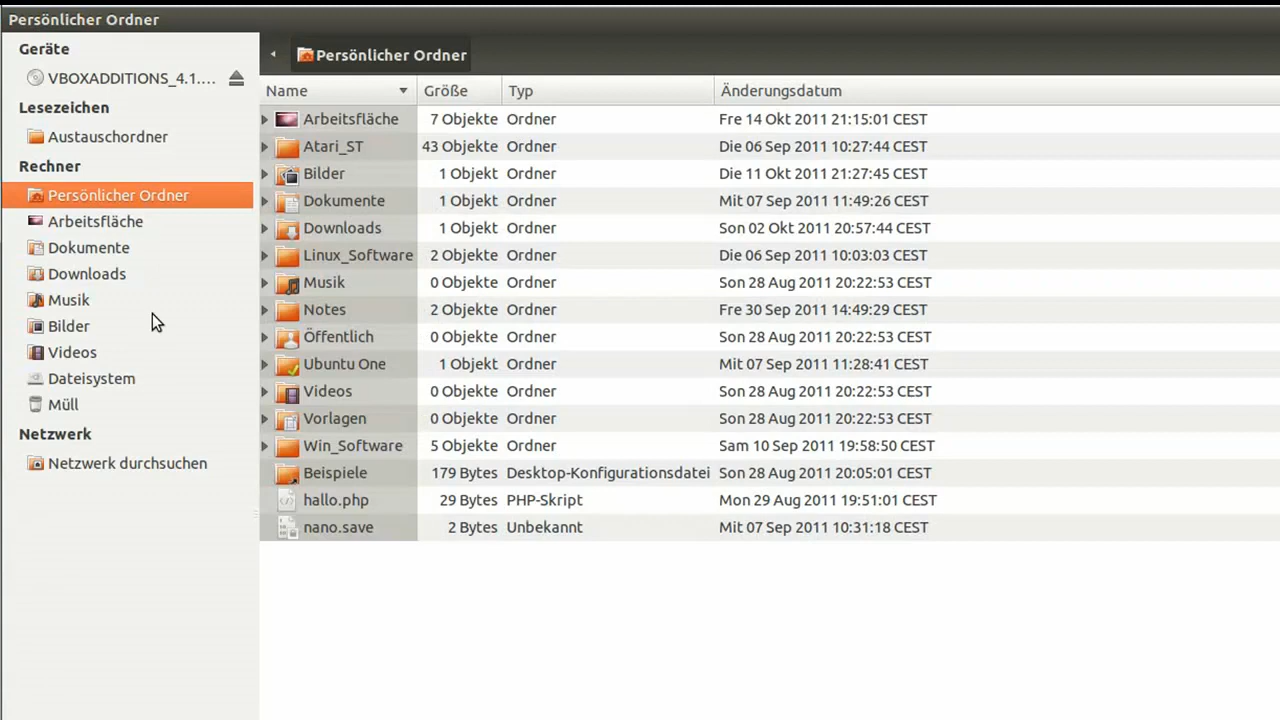 Persönlicher Ordner
Geräte
VBOXADDITIONS_4.1....
Lesezeichen
Austauschordner
Rechner
Persönlicher Ordner
Arbeitsfläche
Dokumente
Downloads
Musik
Bilder
Videos
Dateisystem
Müll
Netzwerk
Netzwerk durchsuchen
Persönlicher Ordner
Name Größe Typ Änderungsdatum
Arbeitsfläche 7 Objekte Ordner Fre 14 Okt 2011 21:15:01 CEST
Atari_ST 43 Objekte Ordner Die 06 Sep 2011 10:27:44 CEST
Bilder 1 Objekt Ordner Die 11 Okt 2011 21:27:45 CEST
Dokumente 1 Objekt Ordner Mit 07 Sep 2011 11:49:26 CEST
Downloads 1 Objekt Ordner Son 02 Okt 2011 20:57:44 CEST
Linux_Software 2 Objekte Ordner Die 06 Sep 2011 10:03:03 CEST
Musik 0 Objekte Ordner Son 28 Aug 2011 20:22:53 CEST
Notes 2 Objekte Ordner Fre 30 Sep 2011 14:49:29 CEST
Öffentlich 0 Objekte Ordner Son 28 Aug 2011 20:22:53 CEST
Ubuntu One 1 Objekt Ordner Mit 07 Sep 2011 11:28:41 CEST
Videos 0 Objekte Ordner Son 28 Aug 2011 20:22:53 CEST
Vorlagen 0 Objekte Ordner Son 28 Aug 2011 20:22:53 CEST
Win_Software 5 Objekte Ordner Sam 10 Sep 2011 19:58:50 CEST
Beispiele 179 Bytes Desktop-Konfigurationsdatei Son 28 Aug 2011 20:05:01 CEST
hallo.php 29 Bytes PHP-Skript Mon 29 Aug 2011 19:51:01 CEST
nano.save 2 Bytes Unbekannt Mit 07 Sep 2011 10:31:18 CEST